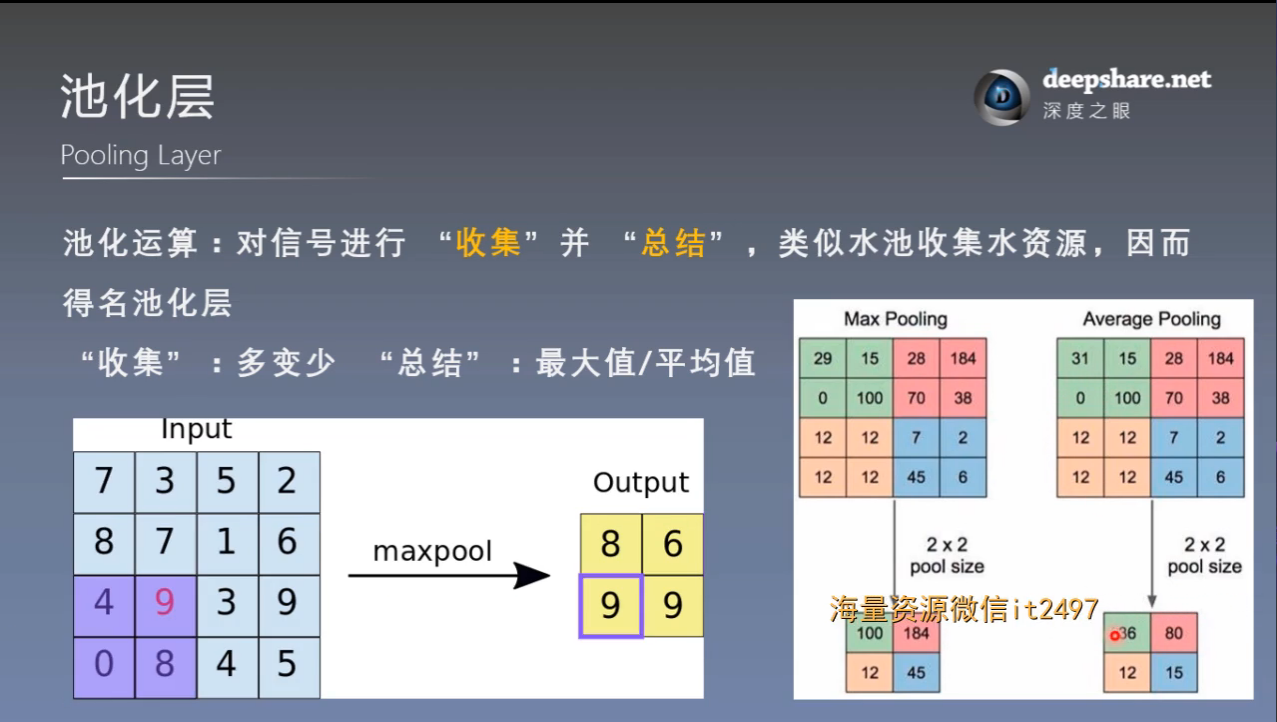 池化层
Pooling Layer
deepshare.net
深度之眼
池化运算：对信号进行 “收集” 并 “总结” ，类似水池收集水资源，因而
得名池化层
“收集” ：多变少 “总结” ：最大值/平均值
Input
7 3 5 2
8 7 1 6
4 9 3 9
0 8 4 5
maxpool
Output
8 6
9 9
Max Pooling
29 15 28 184
0 100 70 38
12 12 7 2
12 12 45 6
2 x 2
pool size
100 184
12 45
Average Pooling
31 15 28 184
0 100 70 38
12 12 7 2
12 12 45 6
2 x 2
pool size
36 80
12 15
海量资源微信it2497